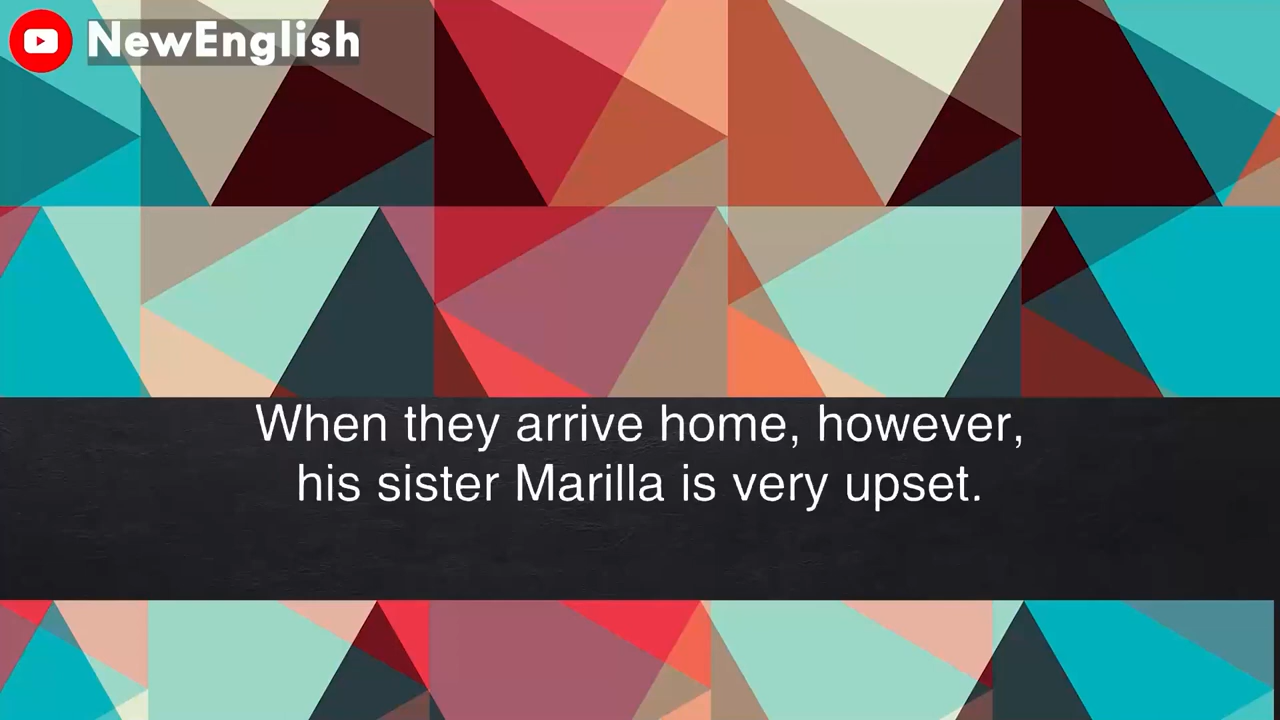 NewEnglish
When they arrive home, however,
his sister Marilla is very upset.